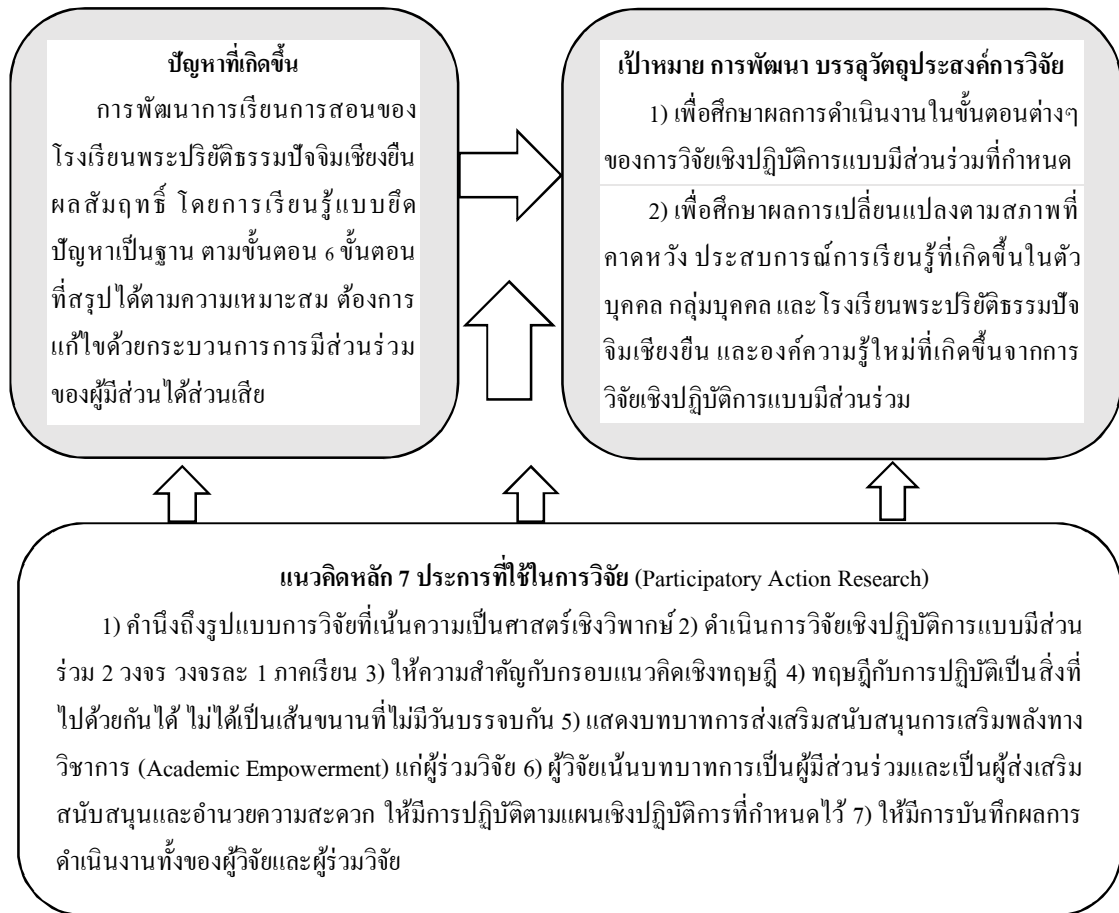 ปัญหาที่เกิดขึ้น
การพัฒนาการเรียนการสอนของ
โรงเรียนพระปริยัติธรรมปัจจิมเชียงยืน
ผลสัมฤทธิ์ โดยการเรียนรู้แบบยึด
ปัญหาเป็นฐาน ตามขั้นตอน 6 ขั้นตอน
ที่สรุปได้ตามความเหมาะสม ต้องการ
แก้ไขด้วยกระบวนการการมีส่วนร่วม
ของผู้มีส่วนได้ส่วนเสีย
เป้าหมาย การพัฒนา บรรลุวัตถุประสงค์การวิจัย
1) เพื่อศึกษาผลการดำเนินงานในขั้นตอนต่างๆ
ของการวิจัยเชิงปฏิบัติการแบบมีส่วนร่วมที่กำหนด
2) เพื่อศึกษาผลการเปลี่ยนแปลงตามสภาพที่
คาดหวัง ประสบการณ์การเรียนรู้ที่เกิดขึ้นในตัว
บุคคล กลุ่มบุคคล และโรงเรียนพระปริยัติธรรมปัจ
จิมเชียงยืน และองค์ความรู้ใหม่ที่เกิดขึ้นจากการ
วิจัยเชิงปฏิบัติการแบบมีส่วนร่วม
แนวคิดหลัก 7 ประการที่ใช้ในการวิจัย (Participatory Action Research)
1) คำนึงถึงรูปแบบการวิจัยที่เน้นความเป็นศาสตร์เชิงวิพากษ์ 2) ดำเนินการวิจัยเชิงปฏิบัติการแบบมีส่วน
ร่วม 2 วงจร วงจรละ 1 ภาคเรียน 3) ให้ความสำคัญกับกรอบแนวคิดเชิงทฤษฎี 4) ทฤษฎีกับการปฏิบัติเป็นสิ่งที่
ไปด้วยกันได้ ไม่ได้เป็นเส้นขนานที่ไม่มีวันบรรจบกัน 5) แสดงบทบาทการส่งเสริมสนับสนุนการเสริมพลังทาง
วิชาการ (Academic Empowerment) แก่ผู้ร่วมวิจัย 6) ผู้วิจัยเน้นบทบาทการเป็นผู้มีส่วนร่วมและเป็นผู้ส่งเสริม
สนับสนุนและอำนวยความสะดวก ให้มีการปฏิบัติตามแผนเชิงปฏิบัติการที่กำหนดไว้ 7) ให้มีการบันทึกผลการ
ดำเนินงานทั้งของผู้วิจัยและผู้ร่วมวิจัย